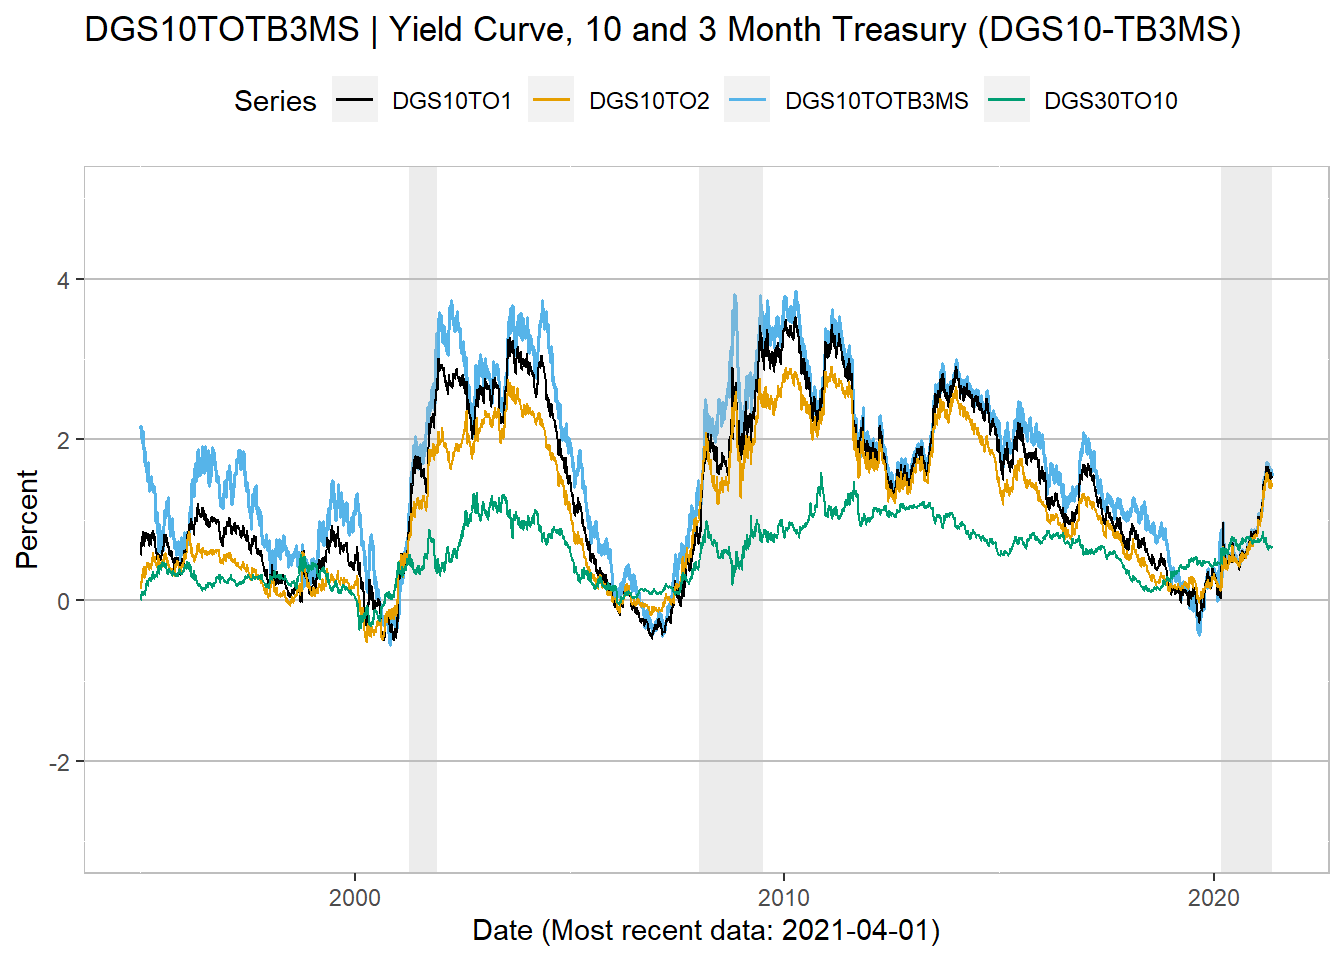 DGS10TOTB3MS | Yield Curve, 10 and 3 Month Treasury (DGS10-TB3MS)
Series DGS10TO1 DGS10TO2 DGS10TOTB3MS DGS30TO10
Percent
4
2
0
-2
2000 2010 2020
Date (Most recent data: 2021-04-01)